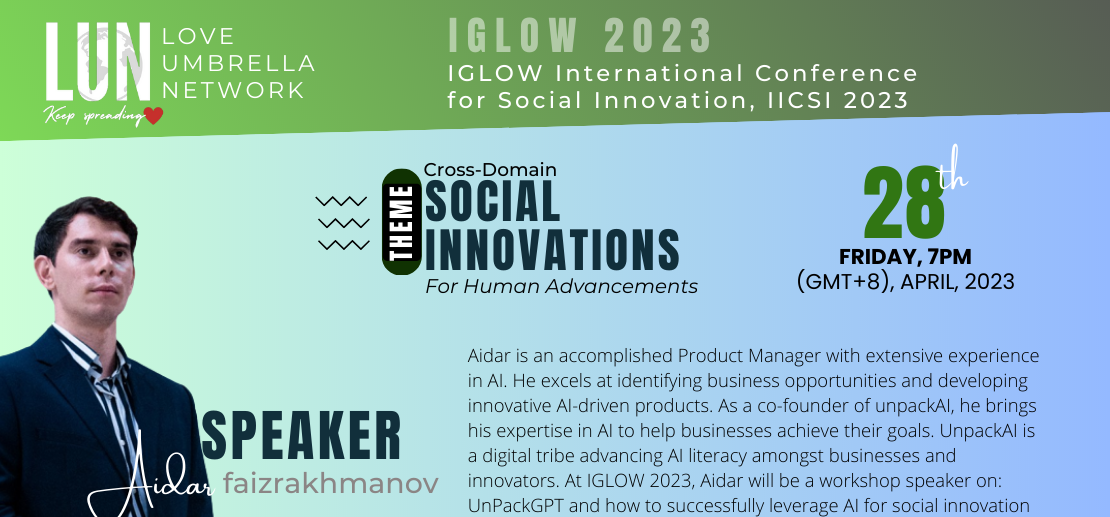 LUN
LOVE
UMBRELLA
NETWORK
Keep spreading
IGLOW 2023
IGLOW International Conference
for Social Innovation, IICSI 2023
THEME
Cross-Domain
SOCIAL
INNOVATIONS
For Human Advancements
28th
FRIDAY, 7PM
(GMT+8), APRIL, 2023
SPEAKER
Aidar faizrakhmanov
Aidar is an accomplished Product Manager with extensive experience
in AI. He excels at identifying business opportunities and developing
innovative AI-driven products. As a co-founder of unpackAI, he brings
his expertise in AI to help businesses achieve their goals. UnpackAI is
a digital tribe advancing AI literacy amongst businesses and
innovators. At IGLOW 2023, Aidar will be a workshop speaker on:
UnPackGPT and how to successfully leverage AI for social innovation